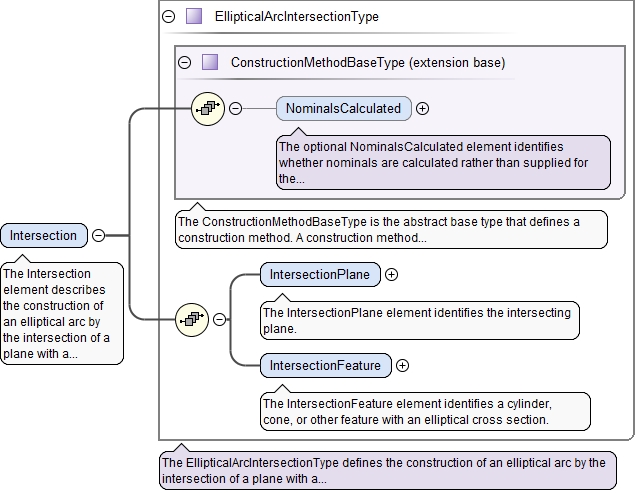 EllipticalArcIntersectionType
ConstructionMethodBaseType (extension base)
NominalsCalculated
The optional NominalsCalculated element identifies
whether nominals are calculated rather than supplied for
the...
The ConstructionMethodBaseType is the abstract base type that defines a
construction method. A construction method...
Intersection
The Intersection
element describes
the construction of
an elliptical arc by
the intersection of a
plane with a...
IntersectionPlane
The IntersectionPlane element identifies the intersecting
plane.
IntersectionFeature
The IntersectionFeature element identifies a cylinder,
cone, or other feature with an elliptical cross section.
The EllipticalArcIntersectionType defines the construction of an elliptical arc by the
intersection of a plane with a...